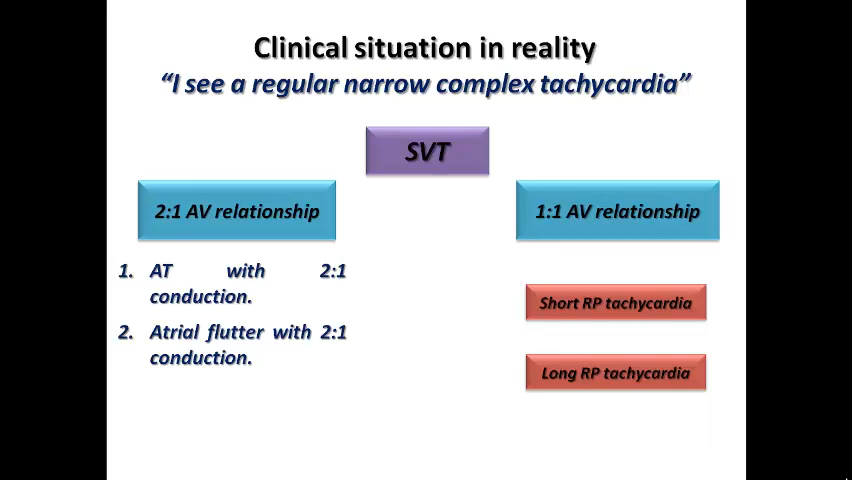 Clinical situation in reality
“I see a regular narrow complex tachycardia”
SVT
2:1 AV relationship
1:1 AV relationship
1. AT with 2:1
conduction.
2. Atrial flutter with 2:1
conduction.
Short RP tachycardia
Long RP tachycardia